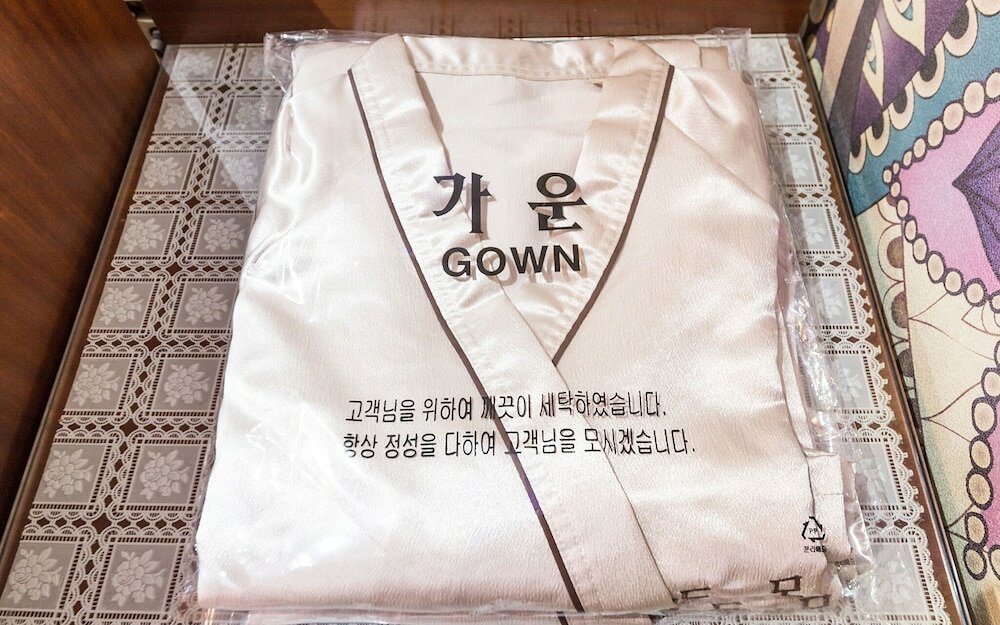 가 운
GOWN
고객님을 위하여 깨끗이 세탁하였습니다.
항상 정성을 다하여 고객님을 모시겠습니다.